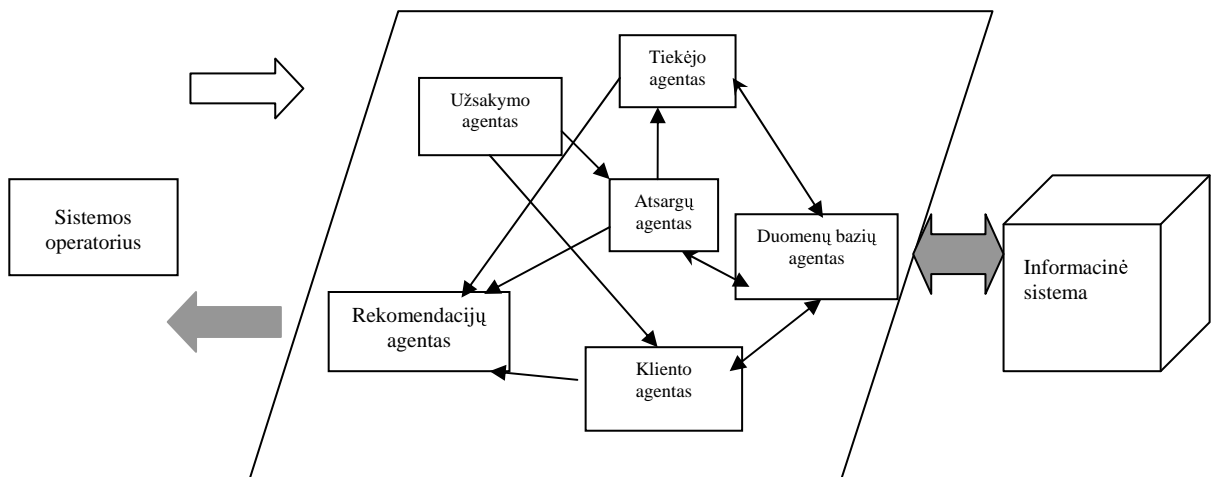 Tiekėjo
agentas
Užsakymo
agentas
Sistemos
operatorius
Atsargų
agentas
Duomenų bazių
agentas
Informacinė
sistema
Rekomendacijų
agentas
Kliento
agentas